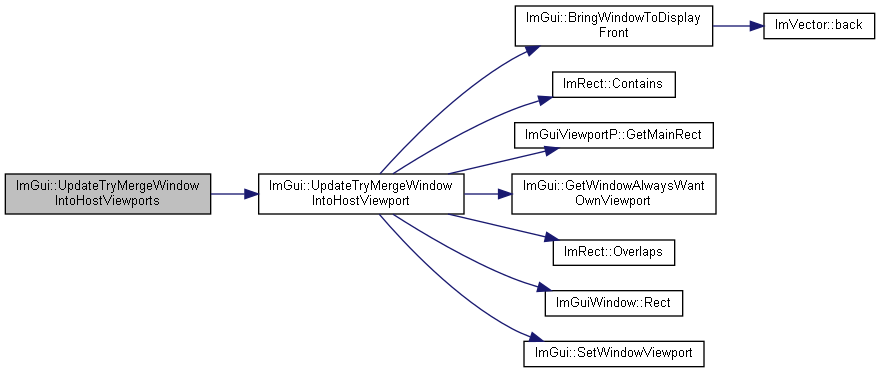 ImGui::UpdateTryMergeWindow
IntoHostViewports
ImGui::UpdateTryMergeWindow
IntoHostViewport
ImGui::BringWindowToDisplay
Front
ImVector::back
ImRect::Contains
ImGuiViewportP::GetMainRect
ImGui::GetWindowAlwaysWant
OwnViewport
ImRect::Overlaps
ImGuiWindow::Rect
ImGui::SetWindowViewport